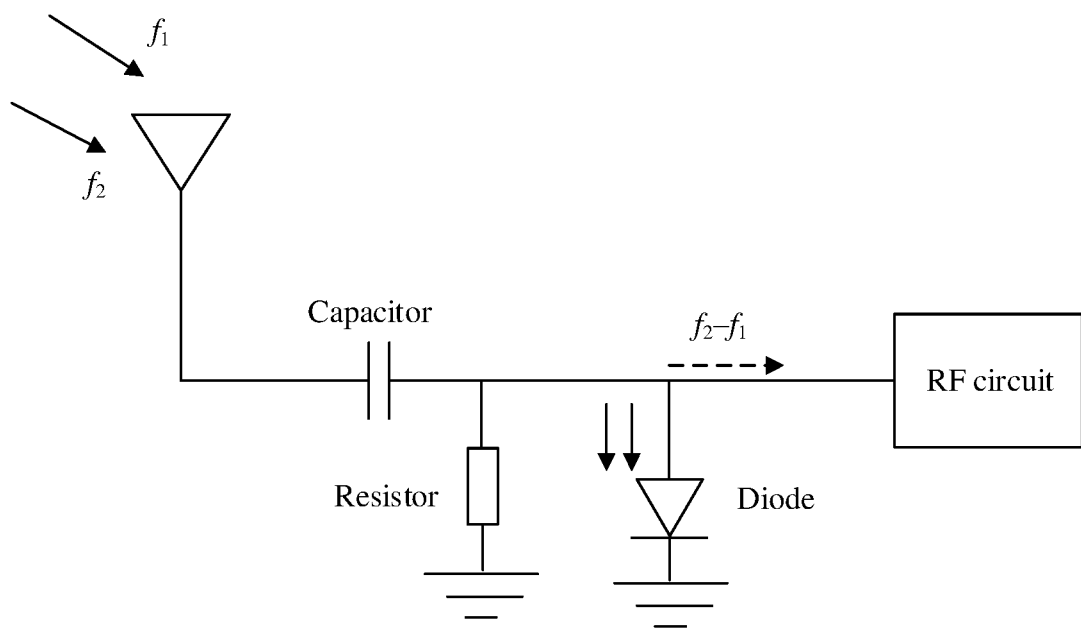 f₁
f₂
Capacitor
f₂–f₁
RF circuit
Resistor
Diode